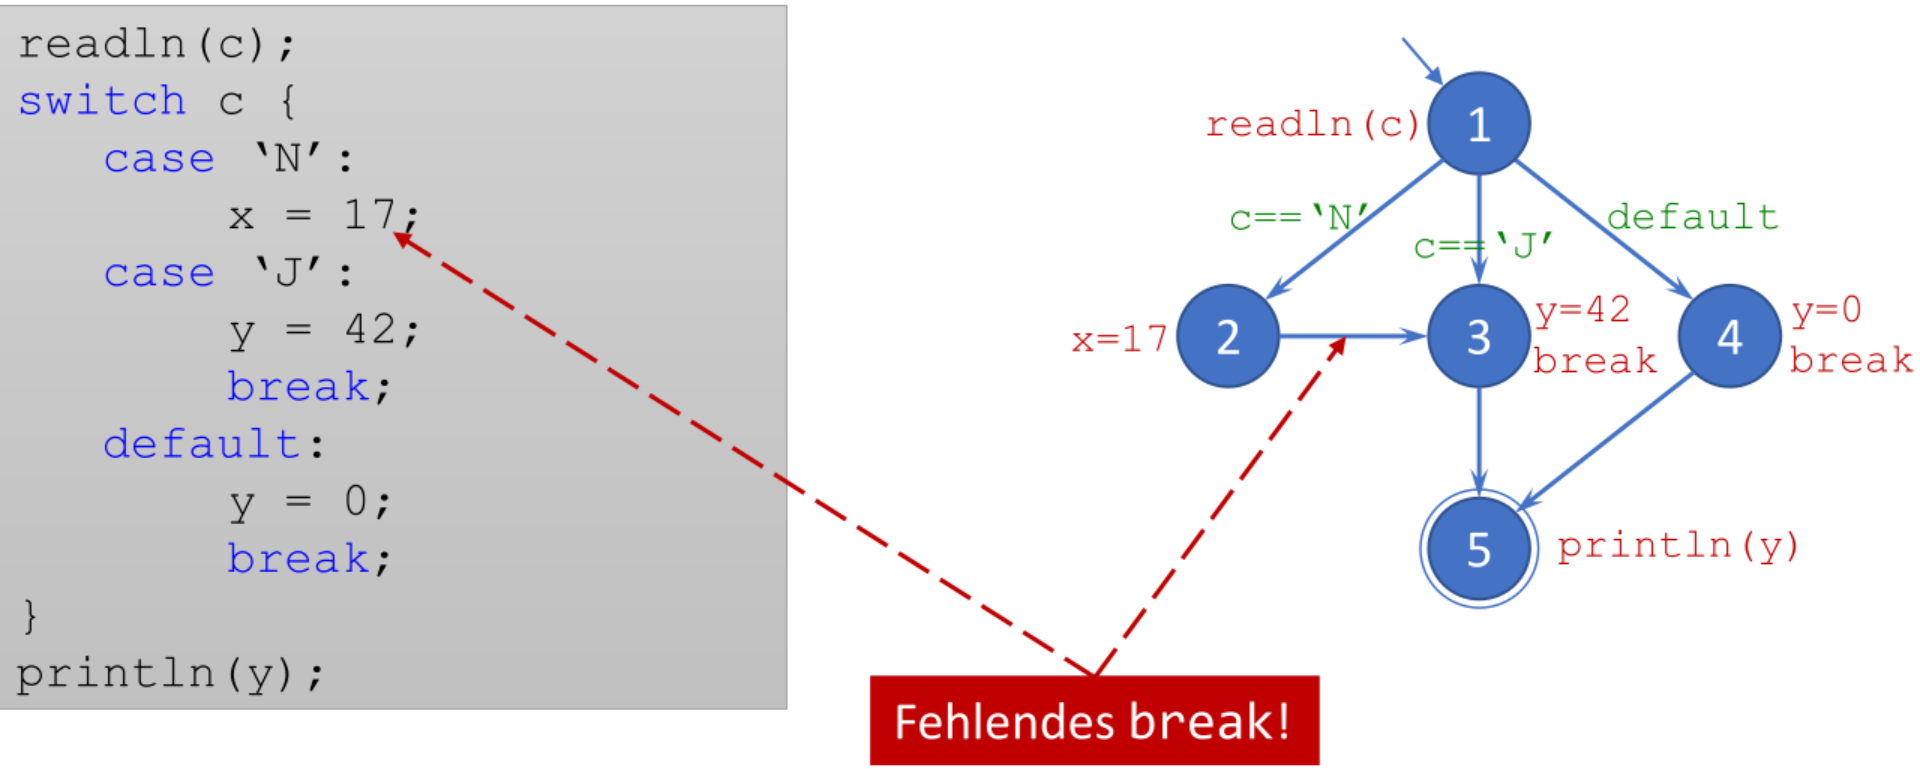 readln(c);
switch c {
case ‘N’:
x = 17;
case ‘J’:
y = 42;
break;
default:
y = 0;
break;
}
println(y);
readln(c)
1
c==‘N’
c==‘J’
default
x=17
2
3
y=42
break
4
y=0
break
5
println(y)
Fehlendes break!